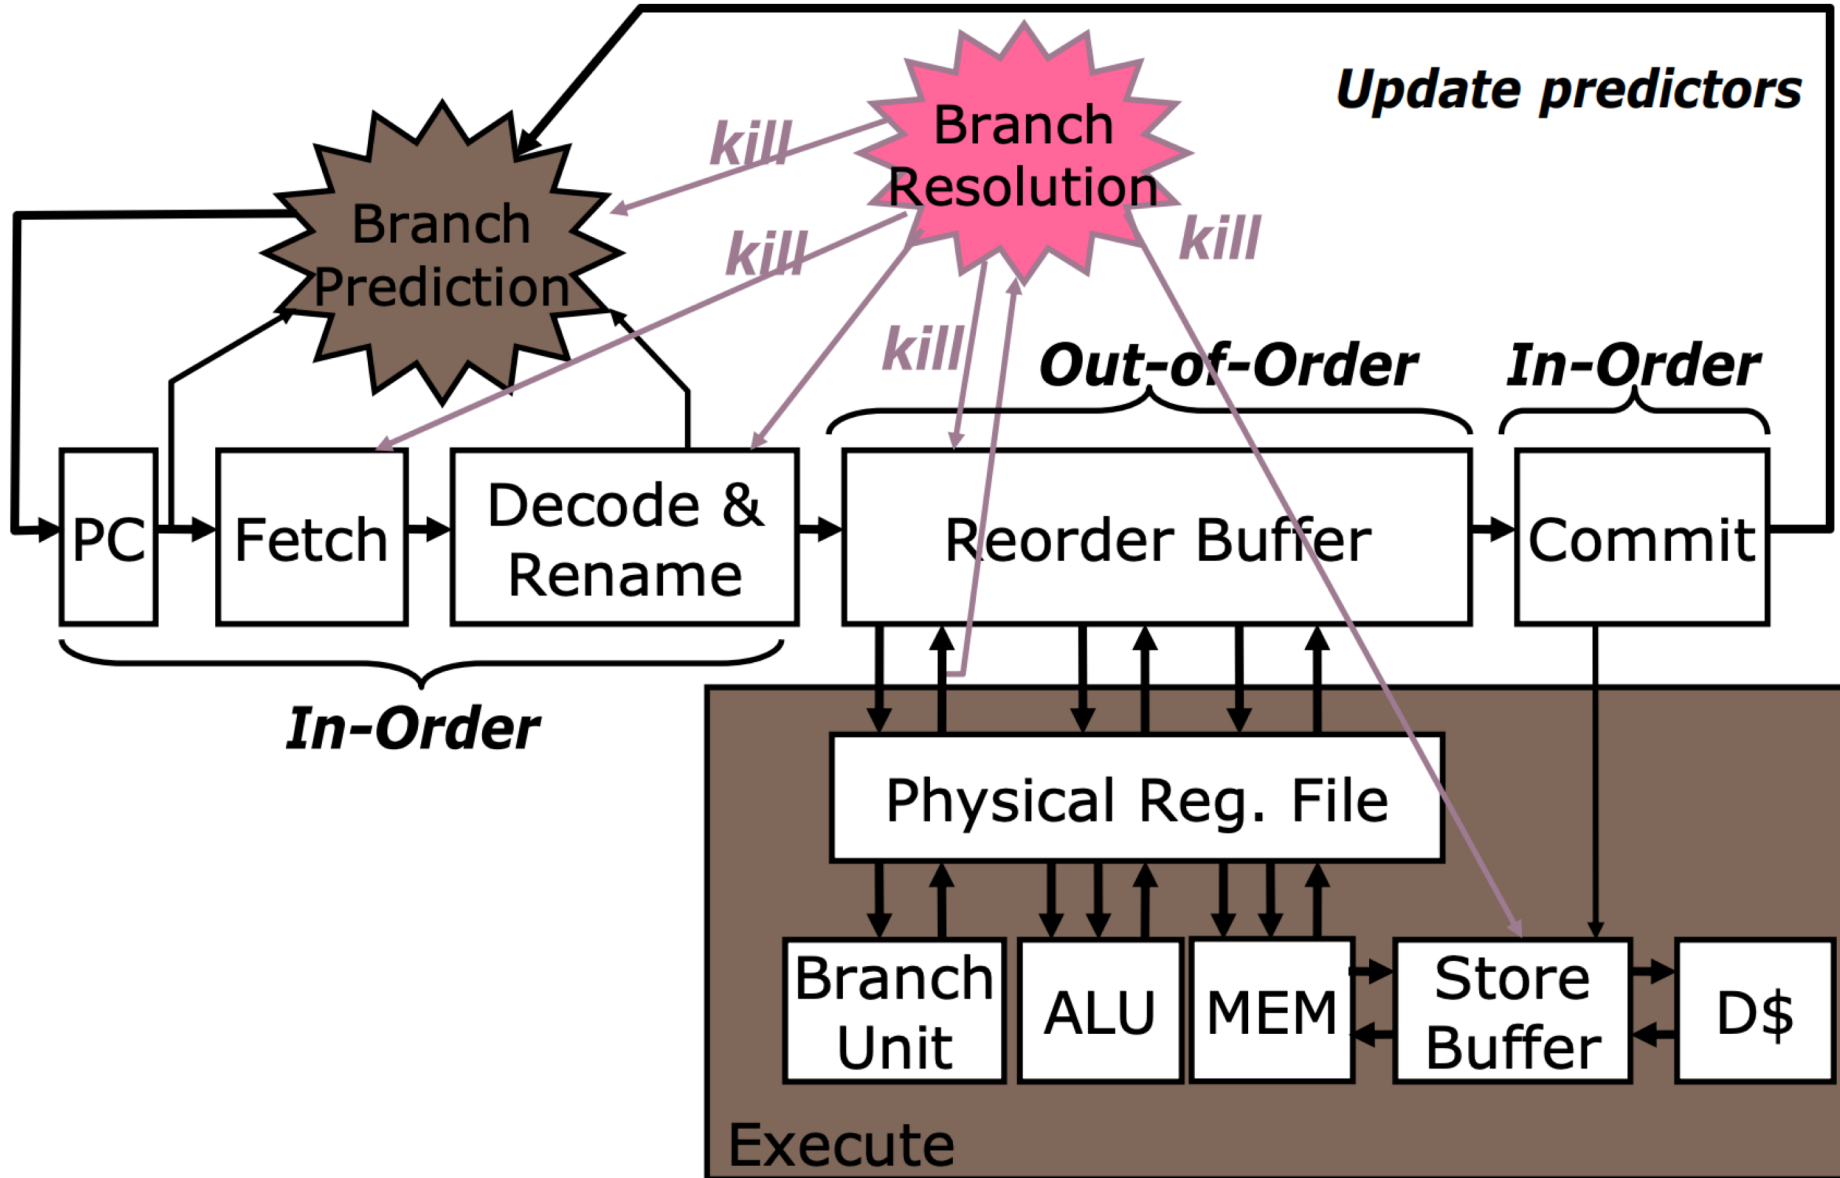 Update predictors
Branch
Resolution
kill
Branch
Prediction
kill
kill
kill
Out-of-Order
In-Order
PC
Fetch
Decode &
Rename
Reorder Buffer
Commit
In-Order
Physical Reg. File
Branch
Unit
ALU
MEM
Store
Buffer
D$
Execute